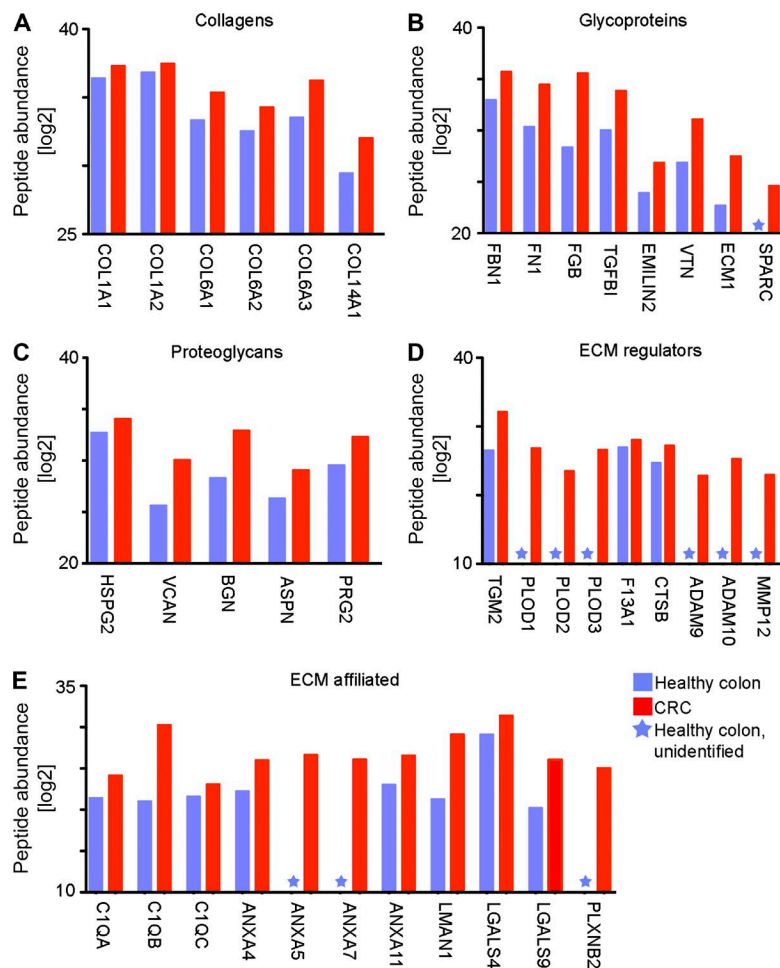 A
Collagens
Peptide abundance
[log2]
40
25
COL1A1
COL1A2
COL6A1
COL6A2
COL6A3
COL14A1
B
Glycoproteins
Peptide abundance
[log2]
40
20
FBN1
FN1
FGB
TGFBI
EMILIN2
VTN
ECM1
SPARC
C
Proteoglycans
Peptide abundance
[log2]
40
20
HSPG2
VCAN
BGN
ASPN
PRG2
D
ECM regulators
Peptide abundance
[log2]
40
10
TGM2
PLOD1
PLOD2
PLOD3
F13A1
CTSB
ADAM9
ADAM10
MMP12
E
ECM affiliated
Peptide abundance
[log2]
35
10
C1QA
C1QB
C1QC
ANXA4
ANXA5
ANXA7
ANXA11
LMAN1
LGALS4
LGALS9
PLXNB2
Healthy colon
CRC
Healthy colon,
unidentified